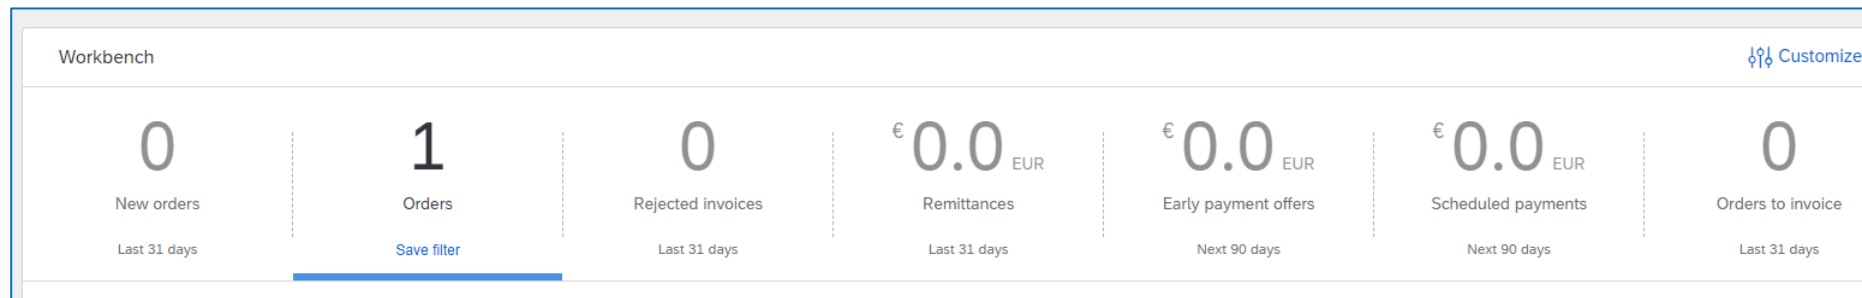 Workbench
Customize
0
New orders
Last 31 days
1
Orders
Save filter
0
Rejected invoices
Last 31 days
€ 0.0 EUR
Remittances
Last 31 days
€ 0.0 EUR
Early payment offers
Next 90 days
€ 0.0 EUR
Scheduled payments
Next 90 days
0
Orders to invoice
Last 31 days